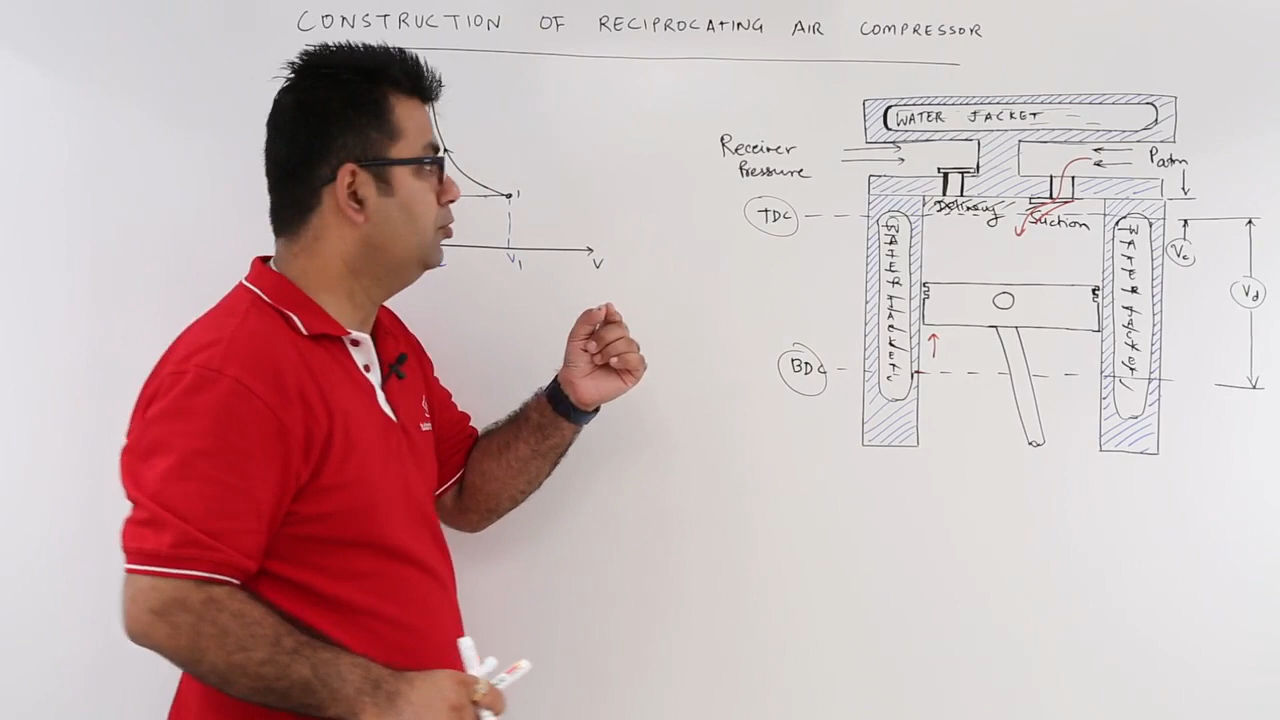 CONSTRUCTION OF RECIPROCATING AIR COMPRESSOR
WATER JACKET
Receiver
Pressure
Patm
Delivery
Suction
TDC
BDC
WATER JACKET
WATER JACKET
Vc
Vd
1
V1
V